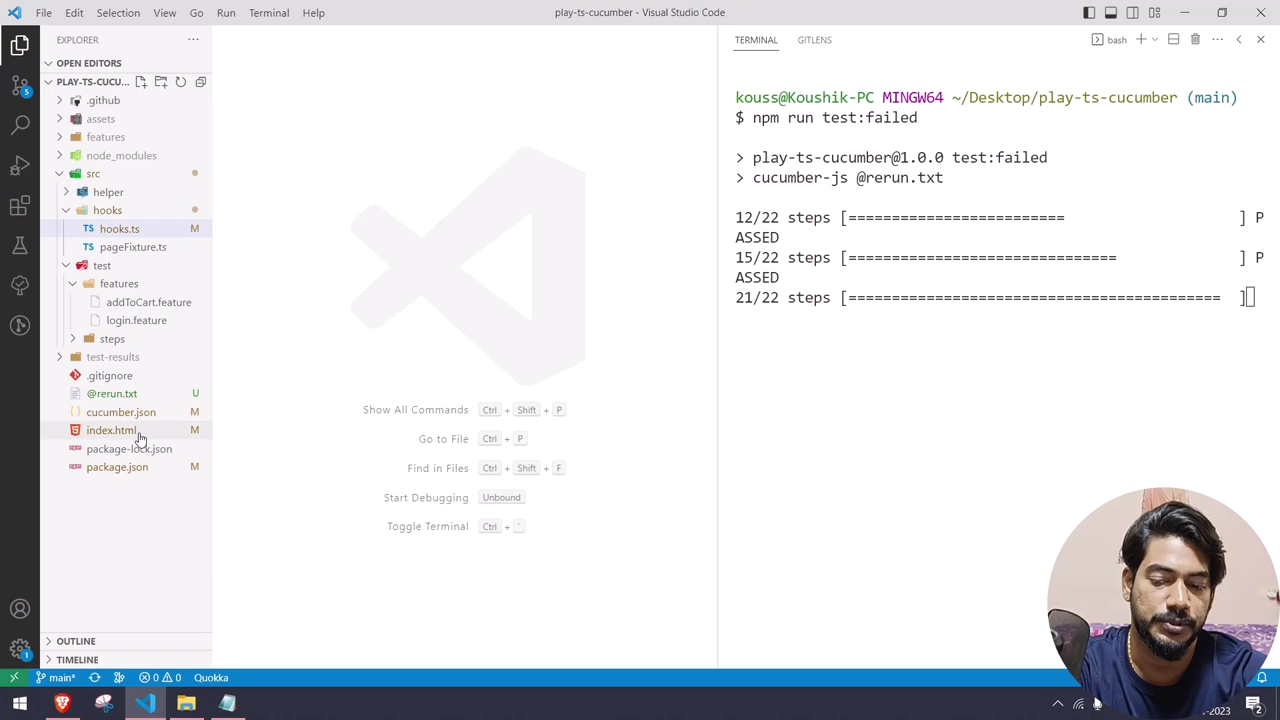 File Edit Selection View Go Run Terminal Help
play-ts-cucumber - Visual Studio Code
EXPLORER
OPEN EDITORS
PLAY-TS-CUCU...
.github
assets
features
node_modules
src
helper
hooks
TS hooks.ts M
TS pageFixture.ts
test
features
addToCart.feature
login.feature
steps
test-results
.gitignore
@rerun.txt U
{} cucumber.json M
index.html M
package-lock.json
package.json M
OUTLINE
TIMELINE
5
1
Show All Commands Ctrl + Shift + P
Go to File Ctrl + P
Find in Files Ctrl + Shift + F
Start Debugging Unbound
Toggle Terminal Ctrl + '
TERMINAL GITLENS
bash
kouss@Koushik-PC MINGW64 ~/Desktop/play-ts-cucumber (main)
$ npm run test:failed
> play-ts-cucumber@1.0.0 test:failed
> cucumber-js @rerun.txt
12/22 steps [========================= ] P
ASSED
15/22 steps [=============================== ] P
ASSED
21/22 steps [=========================================== ]
main* 0 0 Quokka
-2023
2